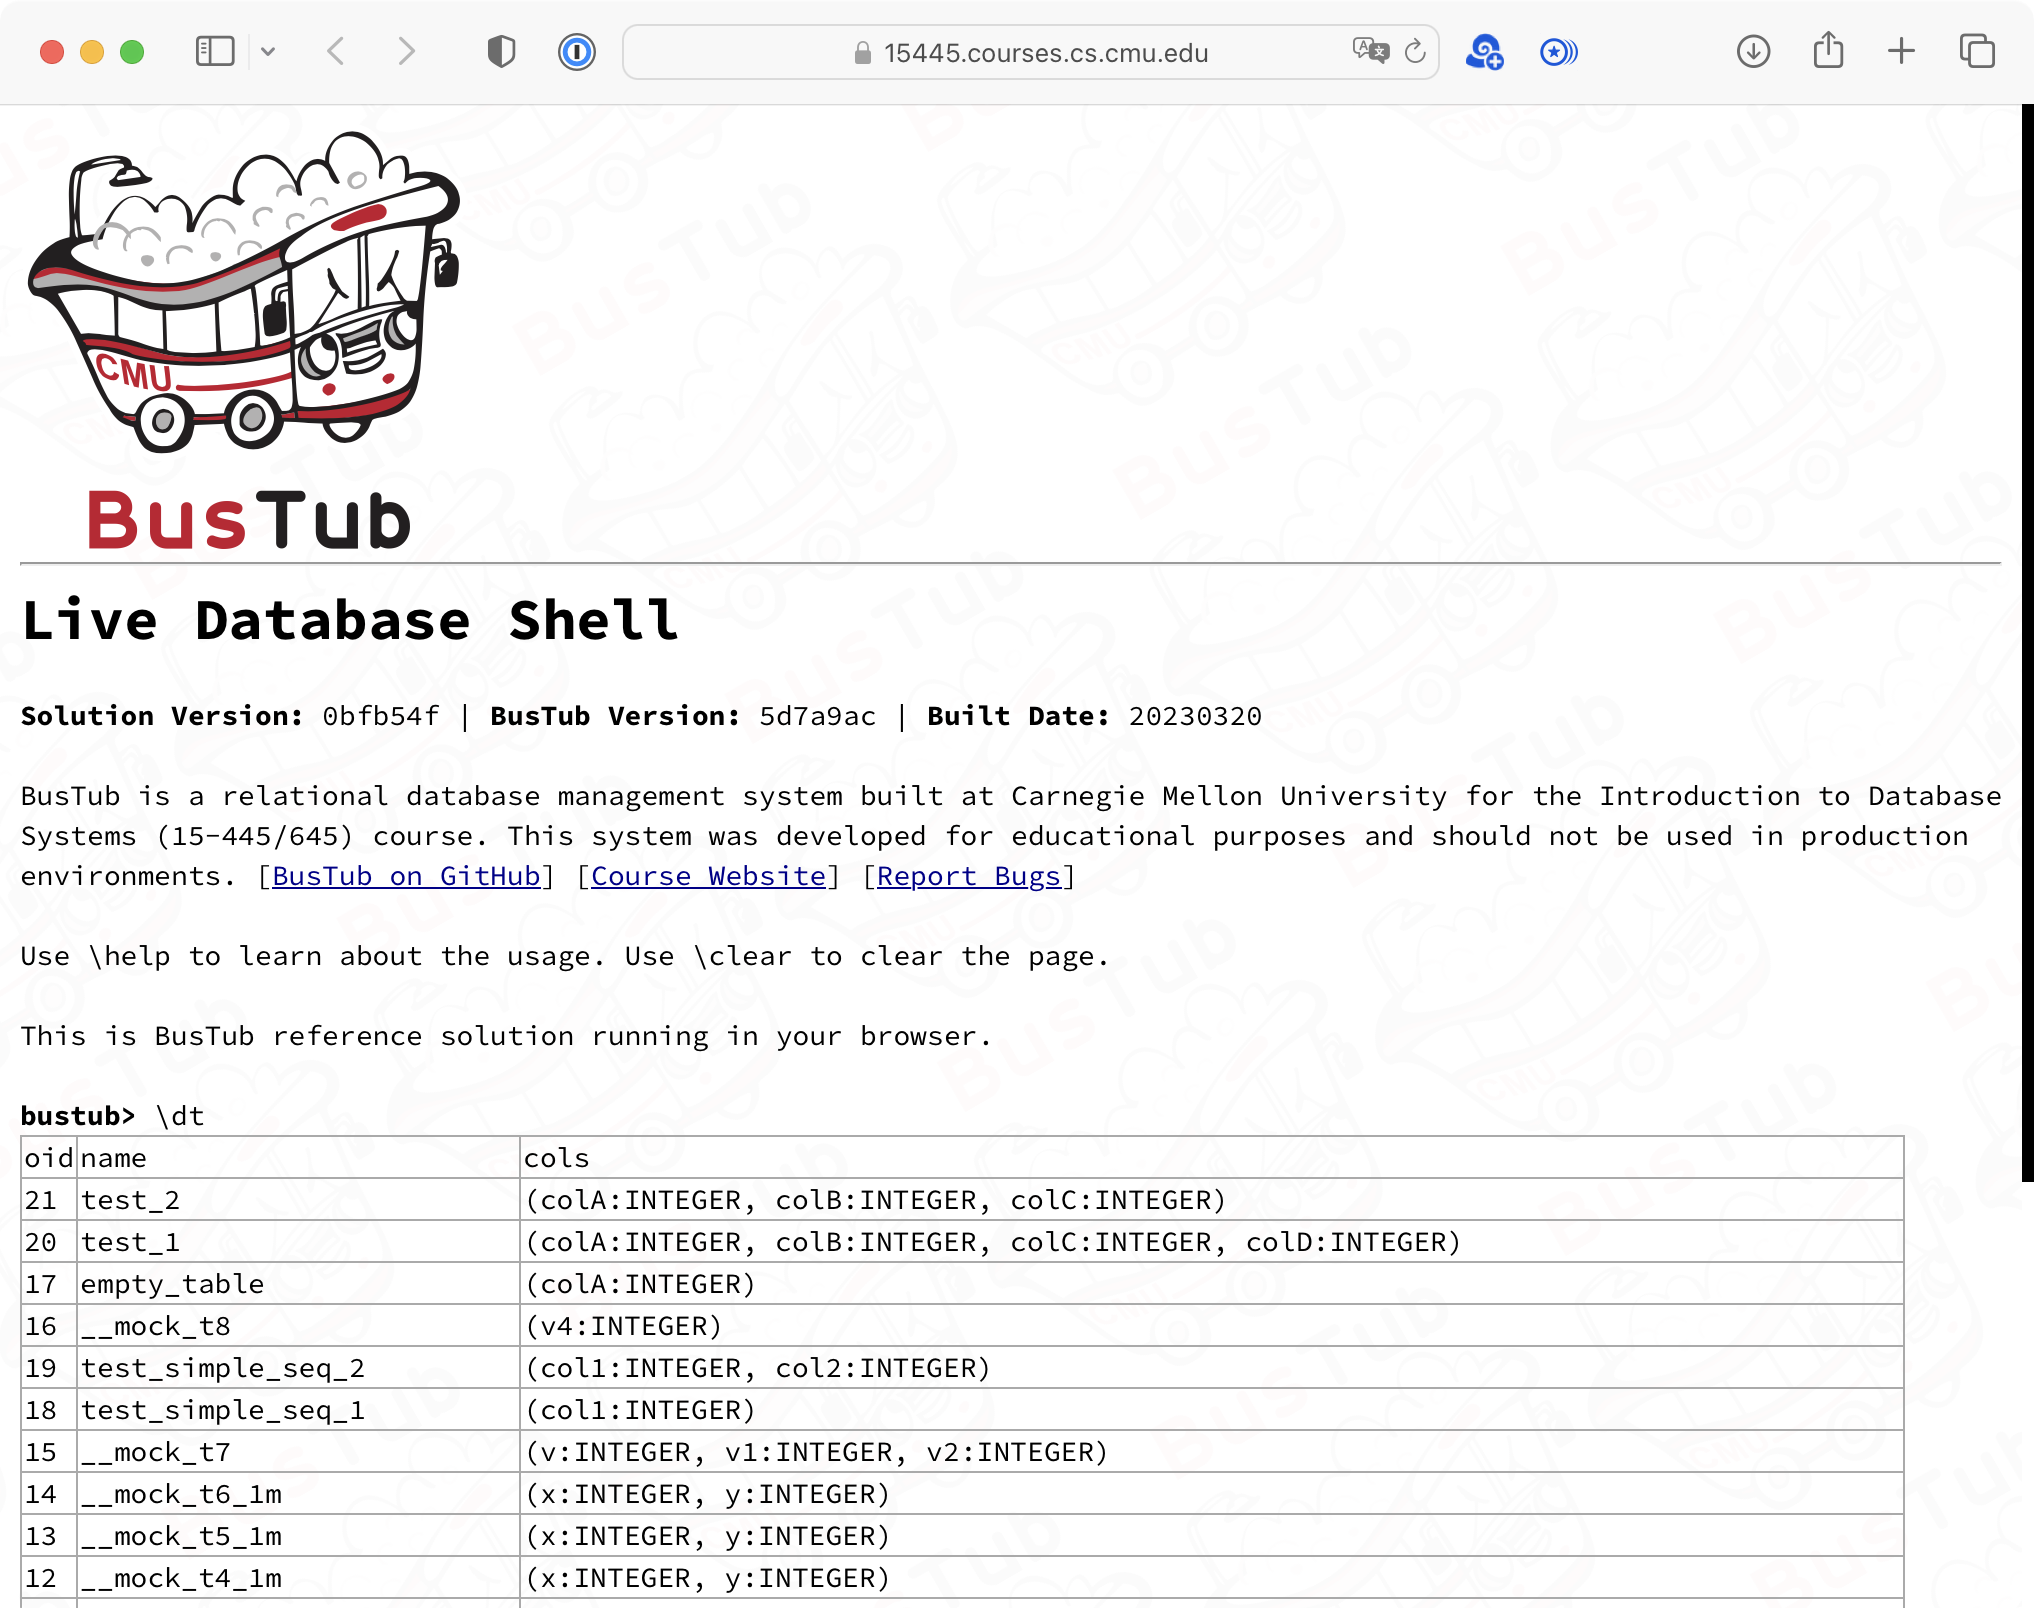 15445.courses.cs.cmu.edu
CMU
BusTub
Live Database Shell
Solution Version: 0bfb54f | BusTub Version: 5d7a9ac | Built Date: 20230320
BusTub is a relational database management system built at Carnegie Mellon University for the Introduction to Database
Systems (15-445/645) course. This system was developed for educational purposes and should not be used in production
environments. [BusTub on GitHub] [Course Website] [Report Bugs]
Use \help to learn about the usage. Use \clear to clear the page.
This is BusTub reference solution running in your browser.
bustub> \dt
oid name cols
21 test_2 (colA:INTEGER, colB:INTEGER, colC:INTEGER)
20 test_1 (colA:INTEGER, colB:INTEGER, colC:INTEGER, colD:INTEGER)
17 empty_table (colA:INTEGER)
16 __mock_t8 (v4:INTEGER)
19 test_simple_seq_2 (col1:INTEGER, col2:INTEGER)
18 test_simple_seq_1 (col1:INTEGER)
15 __mock_t7 (v:INTEGER, v1:INTEGER, v2:INTEGER)
14 __mock_t6_1m (x:INTEGER, y:INTEGER)
13 __mock_t5_1m (x:INTEGER, y:INTEGER)
12 __mock_t4_1m (x:INTEGER, y:INTEGER)